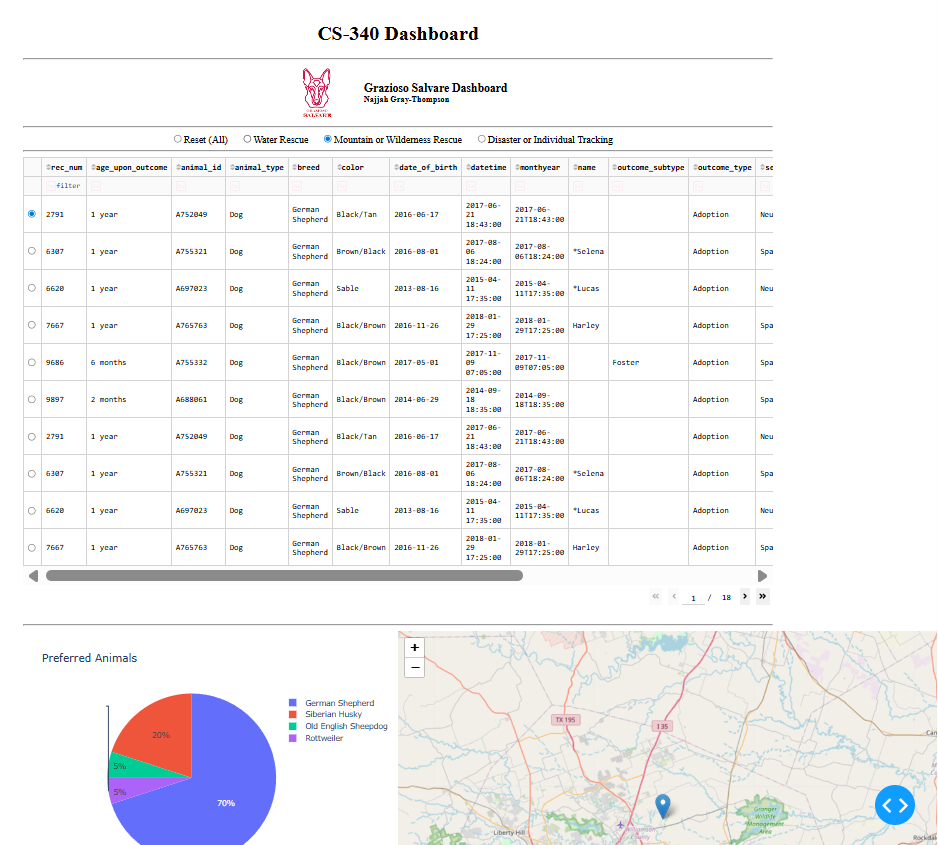 CS-340 Dashboard
GRAZIOSO
SALVARE
Grazioso Salvare Dashboard
Najjah Gray-Thompson
Reset (All) Water Rescue Mountain or Wilderness Rescue Disaster or Individual Tracking
rec_num age_upon_outcome animal_id animal_type breed color date_of_birth datetime monthyear name outcome_subtype outcome_type se
filter
2791 1 year A752049 Dog German Shepherd Black/Tan 2016-06-17 2017-06-21 18:43:00 2017-06-21T18:43:00 Adoption Neu
6307 1 year A755321 Dog German Shepherd Brown/Black 2016-08-01 2017-08-06 18:24:00 2017-08-06T18:24:00 *Selena Adoption Spa
6620 1 year A697023 Dog German Shepherd Sable 2013-08-16 2015-04-11 17:35:00 2015-04-11T17:35:00 *Lucas Adoption Neu
7667 1 year A765763 Dog German Shepherd Black/Brown 2016-11-26 2018-01-29 17:25:00 2018-01-29T17:25:00 Harley Adoption Spa
9686 6 months A755332 Dog German Shepherd Black/Brown 2017-05-01 2017-11-09 07:05:00 2017-11-09T07:05:00 Foster Adoption Spa
9897 2 months A688061 Dog German Shepherd Black/Brown 2014-06-29 2014-09-18 18:35:00 2014-09-18T18:35:00 Adoption Spa
2791 1 year A752049 Dog German Shepherd Black/Tan 2016-06-17 2017-06-21 18:43:00 2017-06-21T18:43:00 Adoption Neu
6307 1 year A755321 Dog German Shepherd Brown/Black 2016-08-01 2017-08-06 18:24:00 2017-08-06T18:24:00 *Selena Adoption Spa
6620 1 year A697023 Dog German Shepherd Sable 2013-08-16 2015-04-11 17:35:00 2015-04-11T17:35:00 *Lucas Adoption Neu
7667 1 year A765763 Dog German Shepherd Black/Brown 2016-11-26 2018-01-29 17:25:00 2018-01-29T17:25:00 Harley Adoption Spa
« ‹ 1 / 18 › »
Preferred Animals
German Shepherd
Siberian Husky
Old English Sheepdog
Rottweiler
20%
5%
5%
70%
+
−
TX 195
I 35
Can
Granger
Wildlife
Management
Area
Liberty Hill
Williamson
County
Rockda